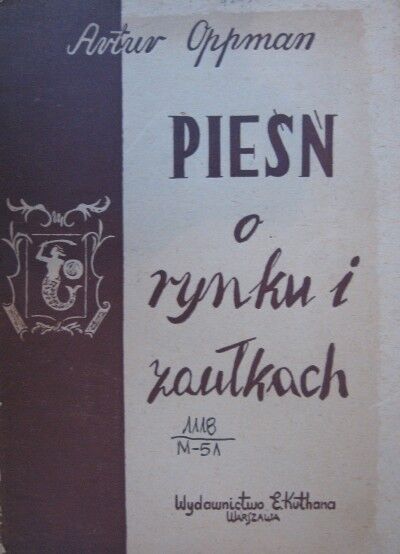 Artur Oppman
PIEŚŃ
o
rynku i
zaułkach
1118
M-51
Wydawnictwo E. Kuthana
WARSZAWA